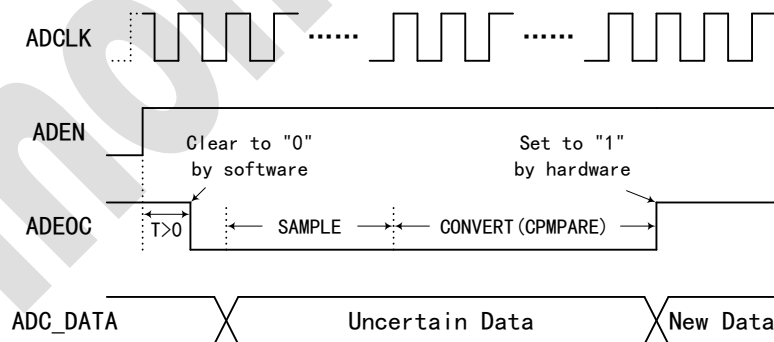 ADCLK
ADEN
Clear to "0"
by software
Set to "1"
by hardware
ADEOC
T>0
SAMPLE
CONVERT(CPMPARE)
ADC_DATA
Uncertain Data
New Data